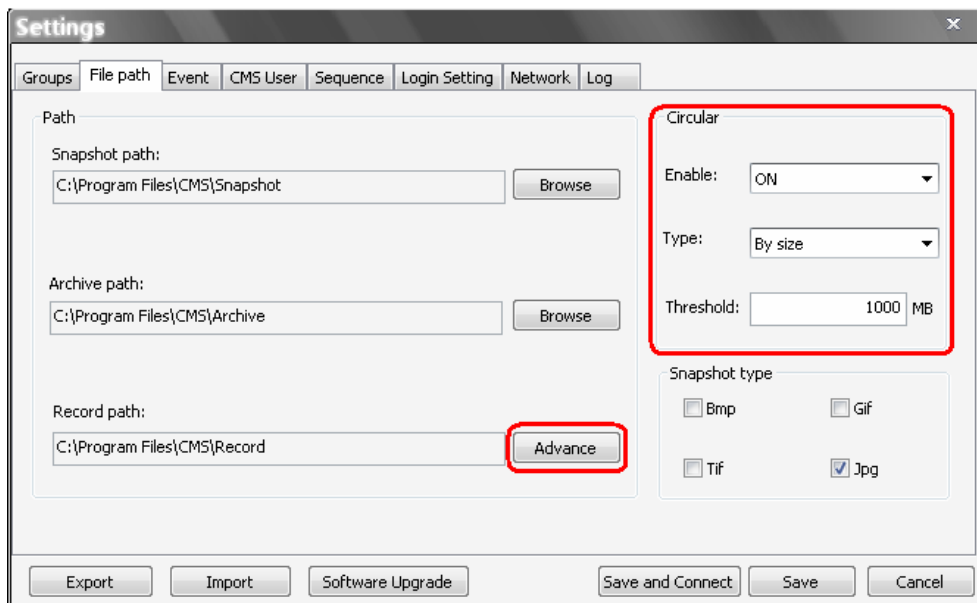 Settings
Groups File path Event CMS User Sequence Login Setting Network Log
Path
Snapshot path:
C:\Program Files\CMS\Snapshot Browse
Archive path:
C:\Program Files\CMS\Archive Browse
Record path:
C:\Program Files\CMS\Record Advance
Circular
Enable: ON
Type: By size
Threshold: 1000 MB
Snapshot type
Bmp Gif
Tif Jpg
Export Import Software Upgrade Save and Connect Save Cancel